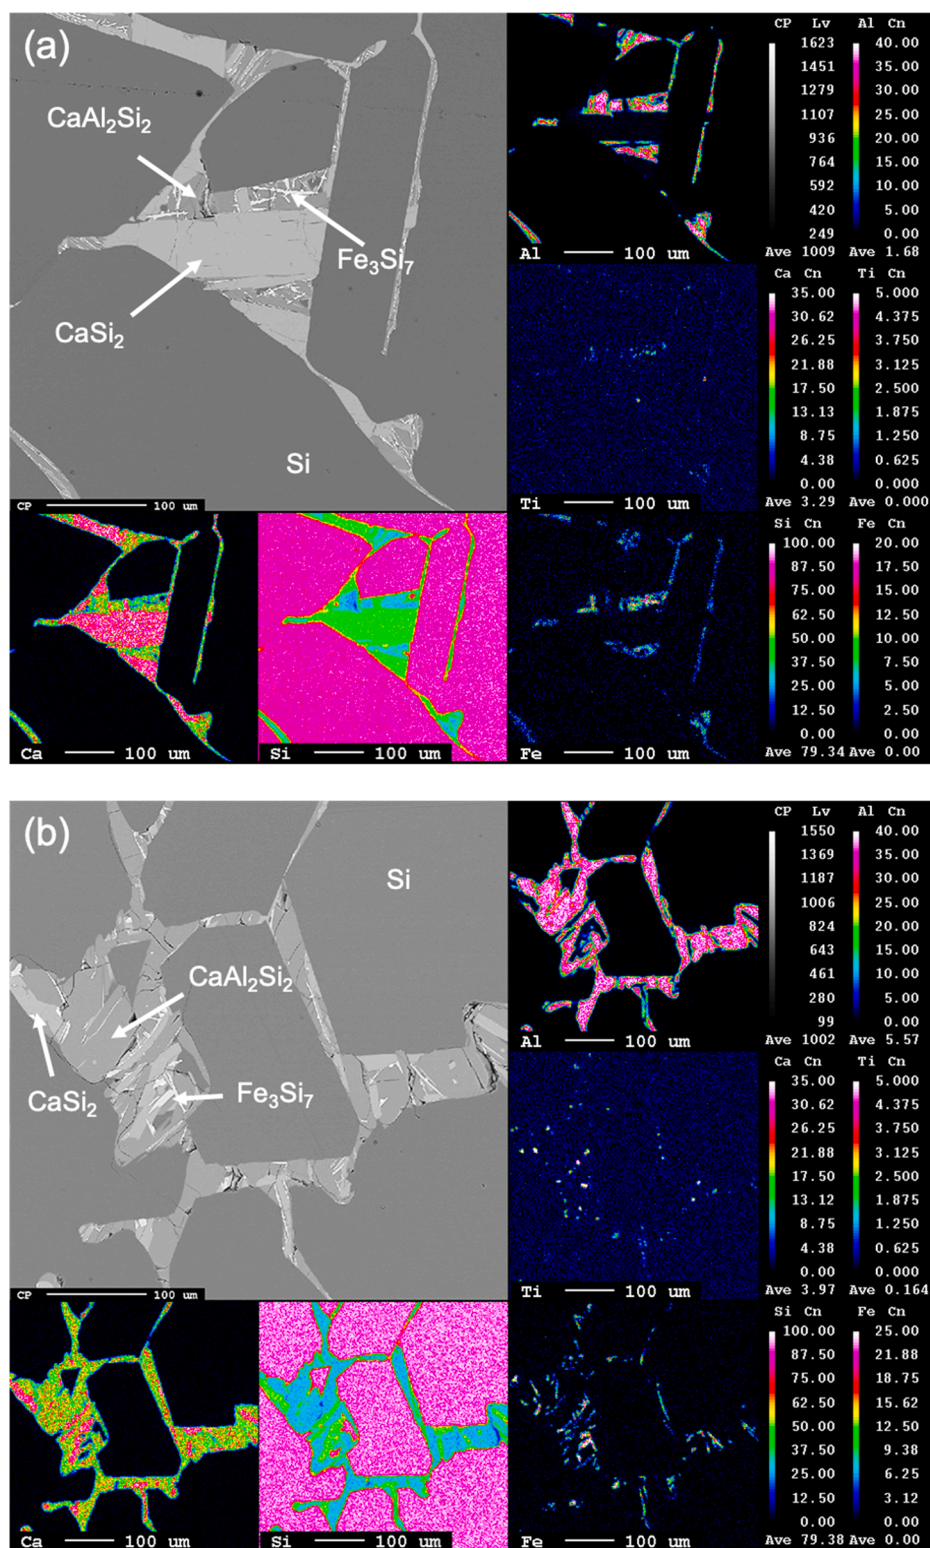 (a)
CaAl₂Si₂
Fe₃Si₇
CaSi₂
Si
CP 100 um
Al 100 um
CP Lv Al Cn
1623 40.00
1451 35.00
1279 30.00
1107 25.00
936 20.00
764 15.00
592 10.00
420 5.00
249 0.00
Ave 1009 Ave 1.68
Ti 100 um
Ca Cn Ti Cn
35.00 5.000
30.62 4.375
26.25 3.750
21.88 3.125
17.50 2.500
13.13 1.875
8.75 1.250
4.38 0.625
0.00 0.000
Ave 3.29 Ave 0.000
Ca 100 um
Si 100 um
Fe 100 um
Si Cn Fe Cn
100.00 20.00
87.50 17.50
75.00 15.00
62.50 12.50
50.00 10.00
37.50 7.50
25.00 5.00
12.50 2.50
0.00 0.00
Ave 79.34 Ave 0.00
(b)
Si
CaAl₂Si₂
CaSi₂
Fe₃Si₇
CP 100 um
Al 100 um
CP Lv Al Cn
1550 40.00
1369 35.00
1187 30.00
1006 25.00
824 20.00
643 15.00
461 10.00
280 5.00
99 0.00
Ave 1002 Ave 5.57
Ti 100 um
Ca Cn Ti Cn
35.00 5.000
30.62 4.375
26.25 3.750
21.88 3.125
17.50 2.500
13.12 1.875
8.75 1.250
4.38 0.625
0.00 0.000
Ave 3.97 Ave 0.164
Ca 100 um
Si 100 um
Fe 100 um
Si Cn Fe Cn
100.00 25.00
87.50 21.88
75.00 18.75
62.50 15.62
50.00 12.50
37.50 9.38
25.00 6.25
12.50 3.12
0.00 0.00
Ave 79.38 Ave 0.00